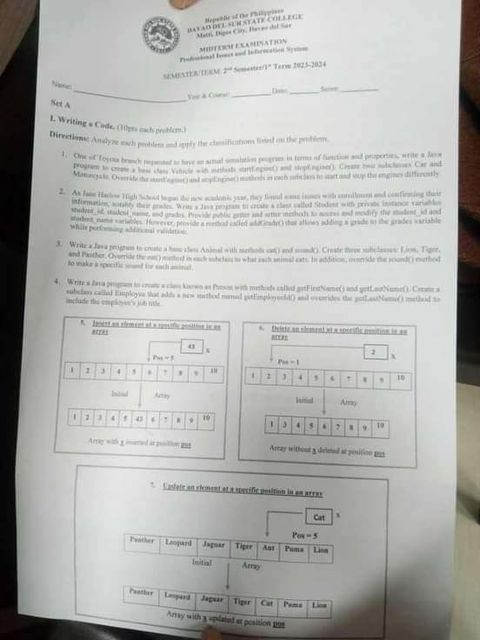 Republic of the Philippines
DAVAO DEL SUR STATE COLLEGE
Matti, Digos City, Davao del Sur
MIDTERM EXAMINATION
Professional Issues and Information System
SEMESTER/TERM: 2nd Semester/1st Term 2023-2024
Name: Year & Course: Date: Score:
Set A
I. Writing a Code. (10pts each problem.)
Directions: Analyze each problem and apply the classifications listed on the problem.
1. One of Toyota branch requested to have an actual simulation program in terms of function and properties, write a Java
program to create a base class Vehicle with methods startEngine() and stopEngine(). Create two subclasses Car and
Motorcycle. Override the startEngine() and stopEngine() methods in each subclass to start and stop the engines differently
2. As Jane Harlow High School began the new academic year, they found some issues with enrollment and confirming their
information, notably their grades. Write a Java program to create a class called Student with private instance variables
student_id, student_name, and grades. Provide public getter and setter methods to access and modify the student_id and
student_name variables. However, provide a method called addGrade() that allows adding a grade to the grades variable
while performing additional validation.
3. Write a Java program to create a base class Animal with methods eat() and sound(). Create three subclasses: Lion, Tiger,
and Panther. Override the eat() method in each subclass to what each animal eats. In addition, override the sound() method
to make a specific sound for each animal.
4. Write a Java program to create a class known as Person with methods called getFirstName() and getLastName(). Create a
subclass called Employee that adds a new method named getEmployeeId() and overrides the getLastName() method to
include the employee's job title.
5. Insert an element at a specific position in an
array
43 x
Pos = 5
1 2 3 4 5 6 7 8 9 10
Initial Array
1 2 3 4 5 43 6 7 8 9 10
Array with x inserted at position pos
6. Delete an element at a specific position in an
array
2 x
Pos = 1
1 2 3 4 5 6 7 8 9 10
Initial Array
1 3 4 5 6 7 8 9 10
Array without x deleted at position pos
7. Update an element at a specific position in an array
Cat x
Pos = 5
Panther Leopard Jaguar Tiger Ant Puma Lion
Initial Array
Panther Leopard Jaguar Tiger Cat Puma Lion
Array with x updated at position pos